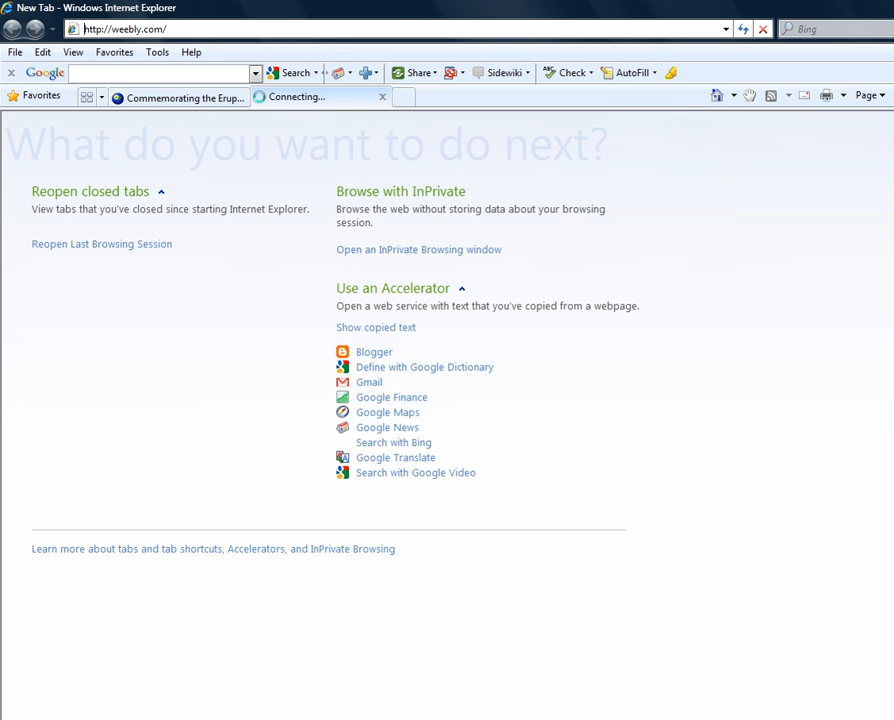 New Tab - Windows Internet Explorer
http://weebly.com/
Bing
File Edit View Favorites Tools Help
x Google Search Share Sidewiki Check AutoFill
Favorites Commemorating the Erup... Connecting... Page
What do you want to do next?
Reopen closed tabs
View tabs that you've closed since starting Internet Explorer.
Reopen Last Browsing Session
Browse with InPrivate
Browse the web without storing data about your browsing
session.
Open an InPrivate Browsing window
Use an Accelerator
Open a web service with text that you've copied from a webpage.
Show copied text
Blogger
Define with Google Dictionary
Gmail
Google Finance
Google Maps
Google News
Search with Bing
Google Translate
Search with Google Video
Learn more about tabs and tab shortcuts, Accelerators, and InPrivate Browsing